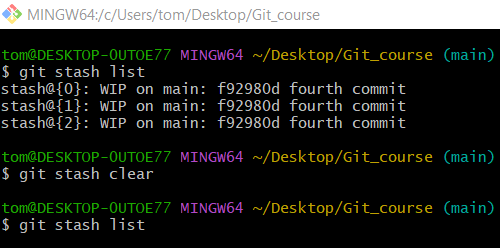 MINGW64:/c/Users/tom/Desktop/Git_course
tom@DESKTOP-OUTOE77 MINGW64 ~/Desktop/Git_course (main)
$ git stash list
stash@{0}: WIP on main: f92980d fourth commit
stash@{1}: WIP on main: f92980d fourth commit
stash@{2}: WIP on main: f92980d fourth commit
tom@DESKTOP-OUTOE77 MINGW64 ~/Desktop/Git_course (main)
$ git stash clear
tom@DESKTOP-OUTOE77 MINGW64 ~/Desktop/Git_course (main)
$ git stash list